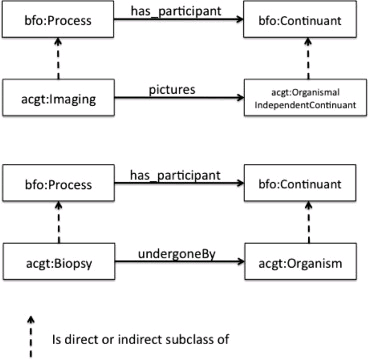 bfo:Process
has_participant
bfo:Continuant
acgt:Imaging
pictures
acgt:Organismal
IndependentContinuant
bfo:Process
has_participant
bfo:Continuant
acgt:Biopsy
undergoneBy
acgt:Organism
Is direct or indirect subclass of